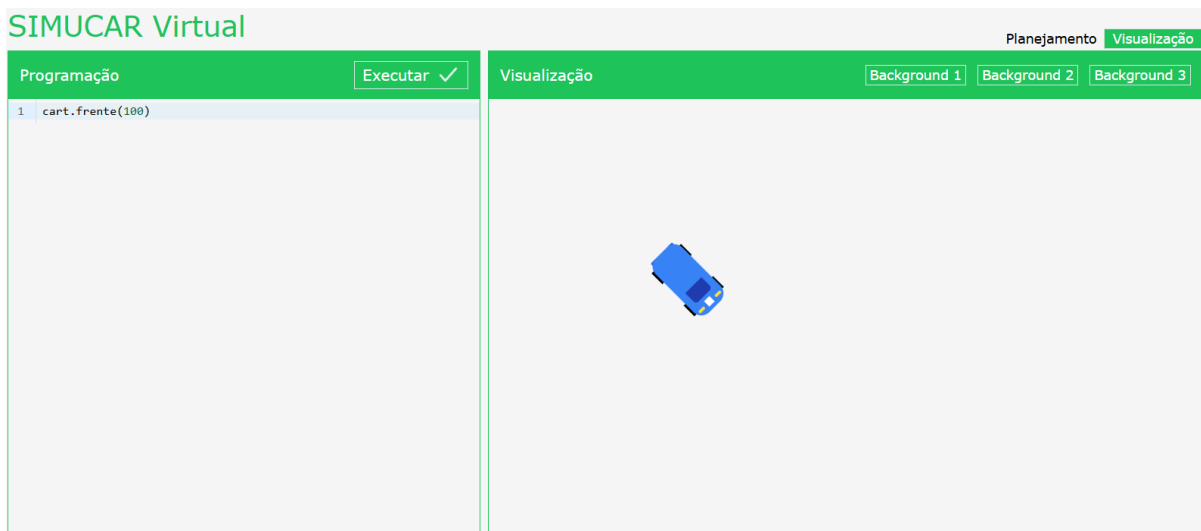 SIMUCAR Virtual
Planejamento Visualização
Programação Executar
Visualização Background 1 Background 2 Background 3
1 cart.frente(100)